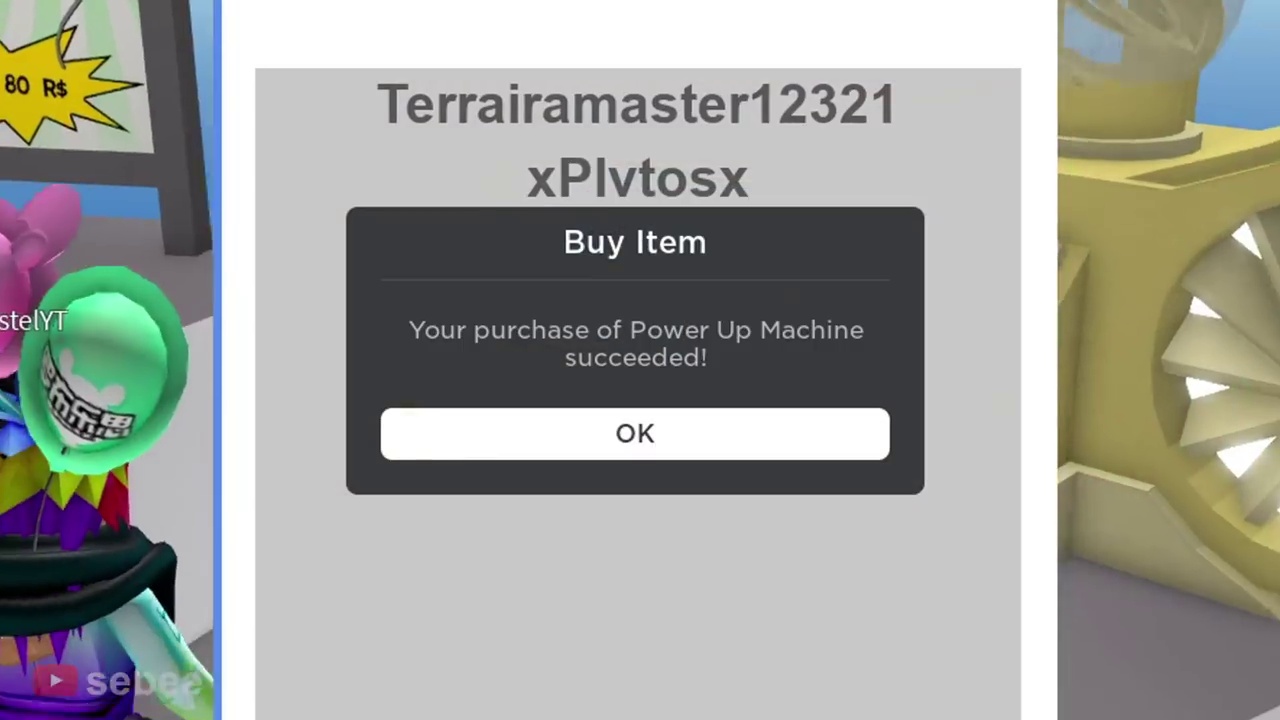 80 R$
Terrairamaster12321
xPlvtosx
Buy Item
stelYT
Your purchase of Power Up Machine
succeeded!
OK
sebee